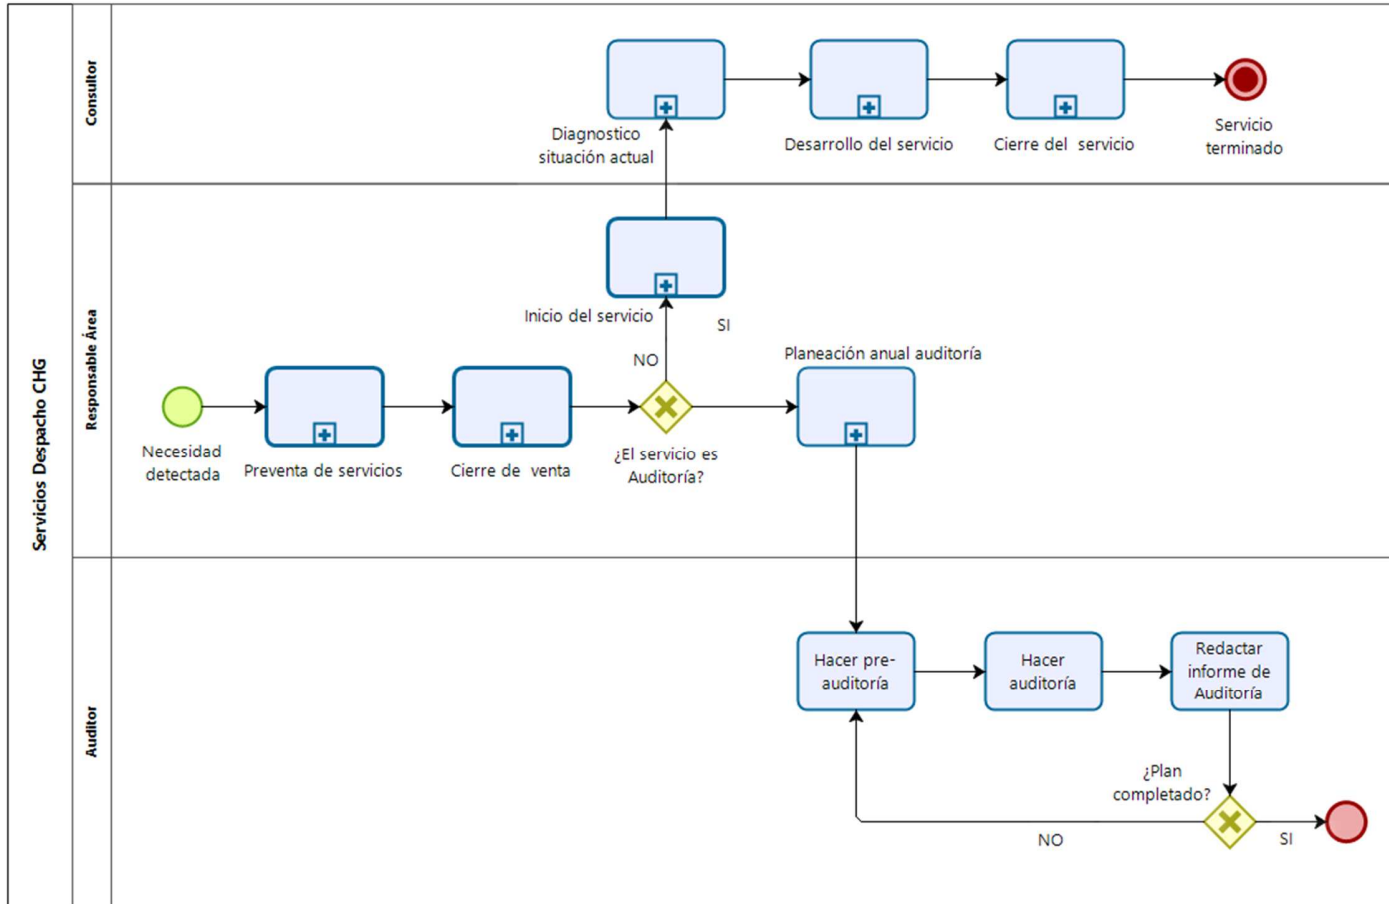 Servicios Despacho CHG
Consultor
Diagnostico
situación actual
Desarrollo del servicio
Cierre del  servicio
Servicio
terminado
Responsable Área
Inicio del servicio
SI
NO
Planeación anual auditoría
Necesidad
detectada
Preventa de servicios
Cierre de  venta
¿El servicio es
Auditoría?
Auditor
Hacer pre-
auditoría
Hacer
auditoría
Redactar
informe de
Auditoría
¿Plan
completado?
NO
SI